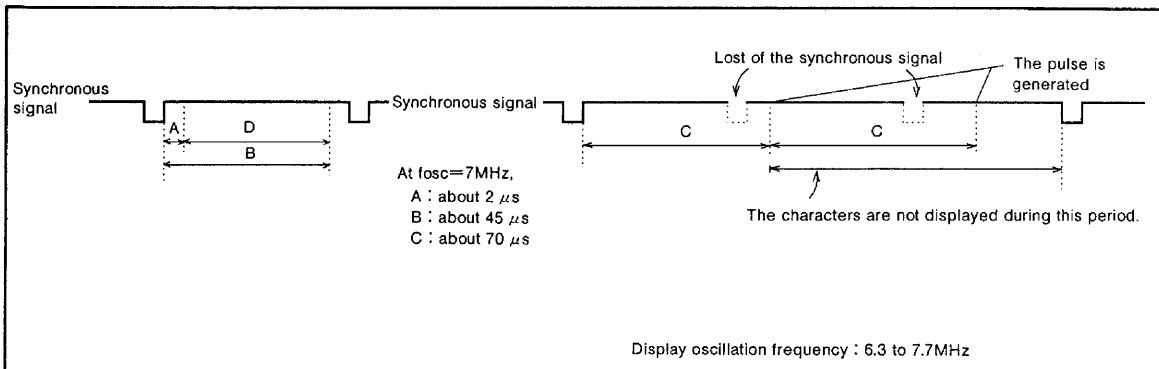 Synchronous
signal
A
D
B
Synchronous signal
Lost of the synchronous signal
The pulse is
generated
C
C
At fosc=7MHz,
A : about 2 μs
B : about 45 μs
C : about 70 μs
The characters are not displayed during this period.
Display oscillation frequency : 6.3 to 7.7MHz